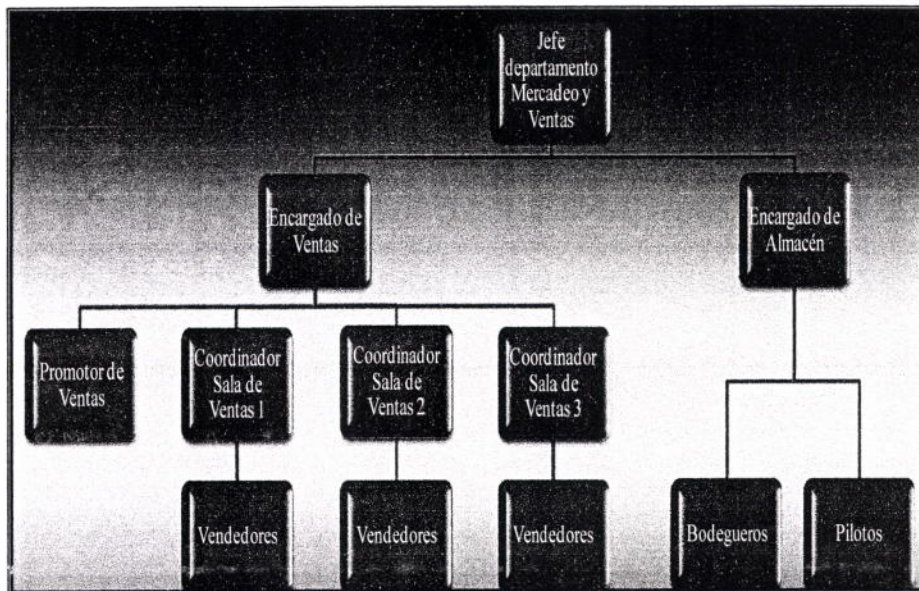 Jefe
departamento
Mercadeo y
Ventas
Encargado de
Ventas
Encargado de
Almacén
Promotor de
Ventas
Coordinador
Sala de
Ventas 1
Coordinador
Sala de
Ventas 2
Coordinador
Sala de
Ventas 3
Vendedores
Vendedores
Vendedores
Bodegueros
Pilotos